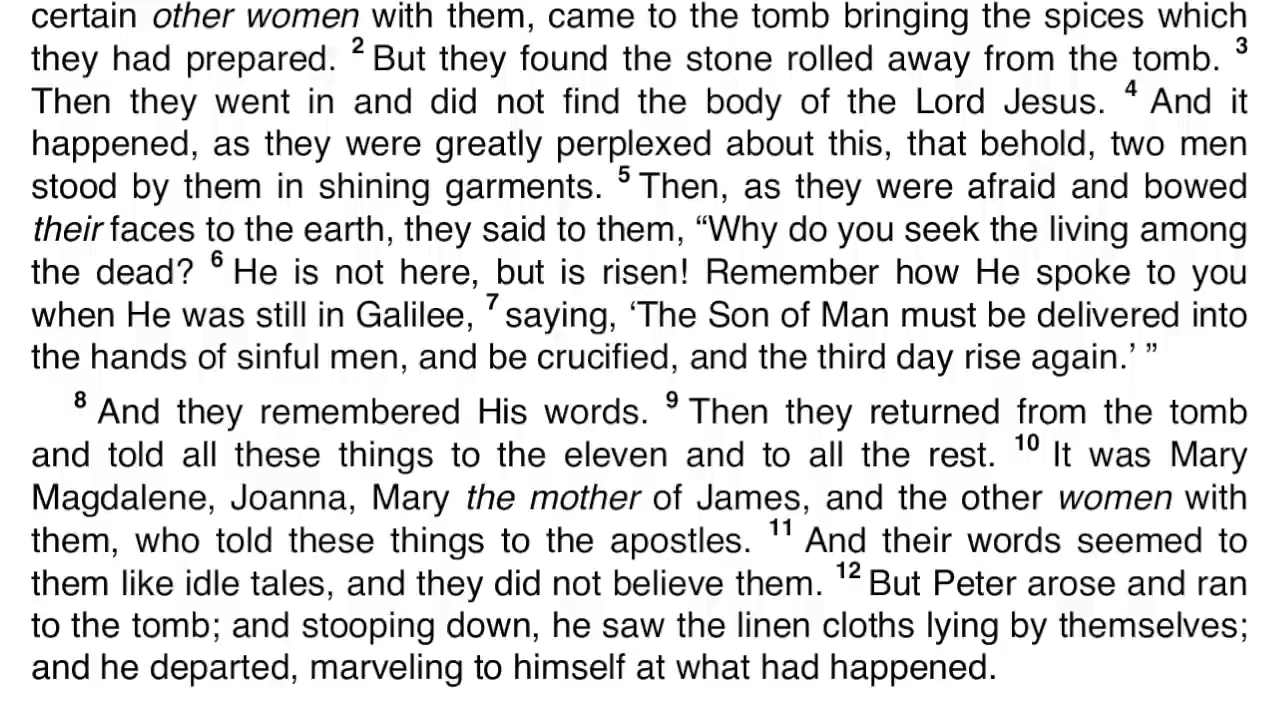 certain other women with them, came to the tomb bringing the spices which
they had prepared. 2 But they found the stone rolled away from the tomb. 3
Then they went in and did not find the body of the Lord Jesus. 4 And it
happened, as they were greatly perplexed about this, that behold, two men
stood by them in shining garments. 5 Then, as they were afraid and bowed
their faces to the earth, they said to them, “Why do you seek the living among
the dead? 6 He is not here, but is risen! Remember how He spoke to you
when He was still in Galilee, 7 saying, ‘The Son of Man must be delivered into
the hands of sinful men, and be crucified, and the third day rise again.’ ”
8 And they remembered His words. 9 Then they returned from the tomb
and told all these things to the eleven and to all the rest. 10 It was Mary
Magdalene, Joanna, Mary the mother of James, and the other women with
them, who told these things to the apostles. 11 And their words seemed to
them like idle tales, and they did not believe them. 12 But Peter arose and ran
to the tomb; and stooping down, he saw the linen cloths lying by themselves;
and he departed, marveling to himself at what had happened.